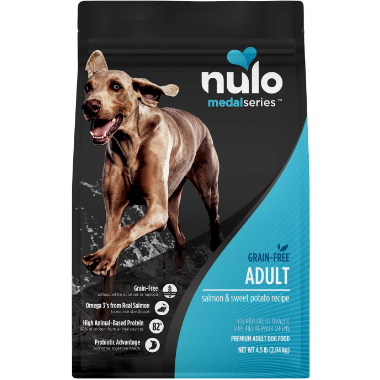 nulo
medalseries™
GRAIN-FREE
ADULT
salmon & sweet potato recipe
Grain-Free
Omega 3's from Real Salmon
High Animal-Based Protein
82%
Probiotic Advantage
PREMIUM ADULT DOG FOOD
NET WT 4.5 lb (2.04 kg)